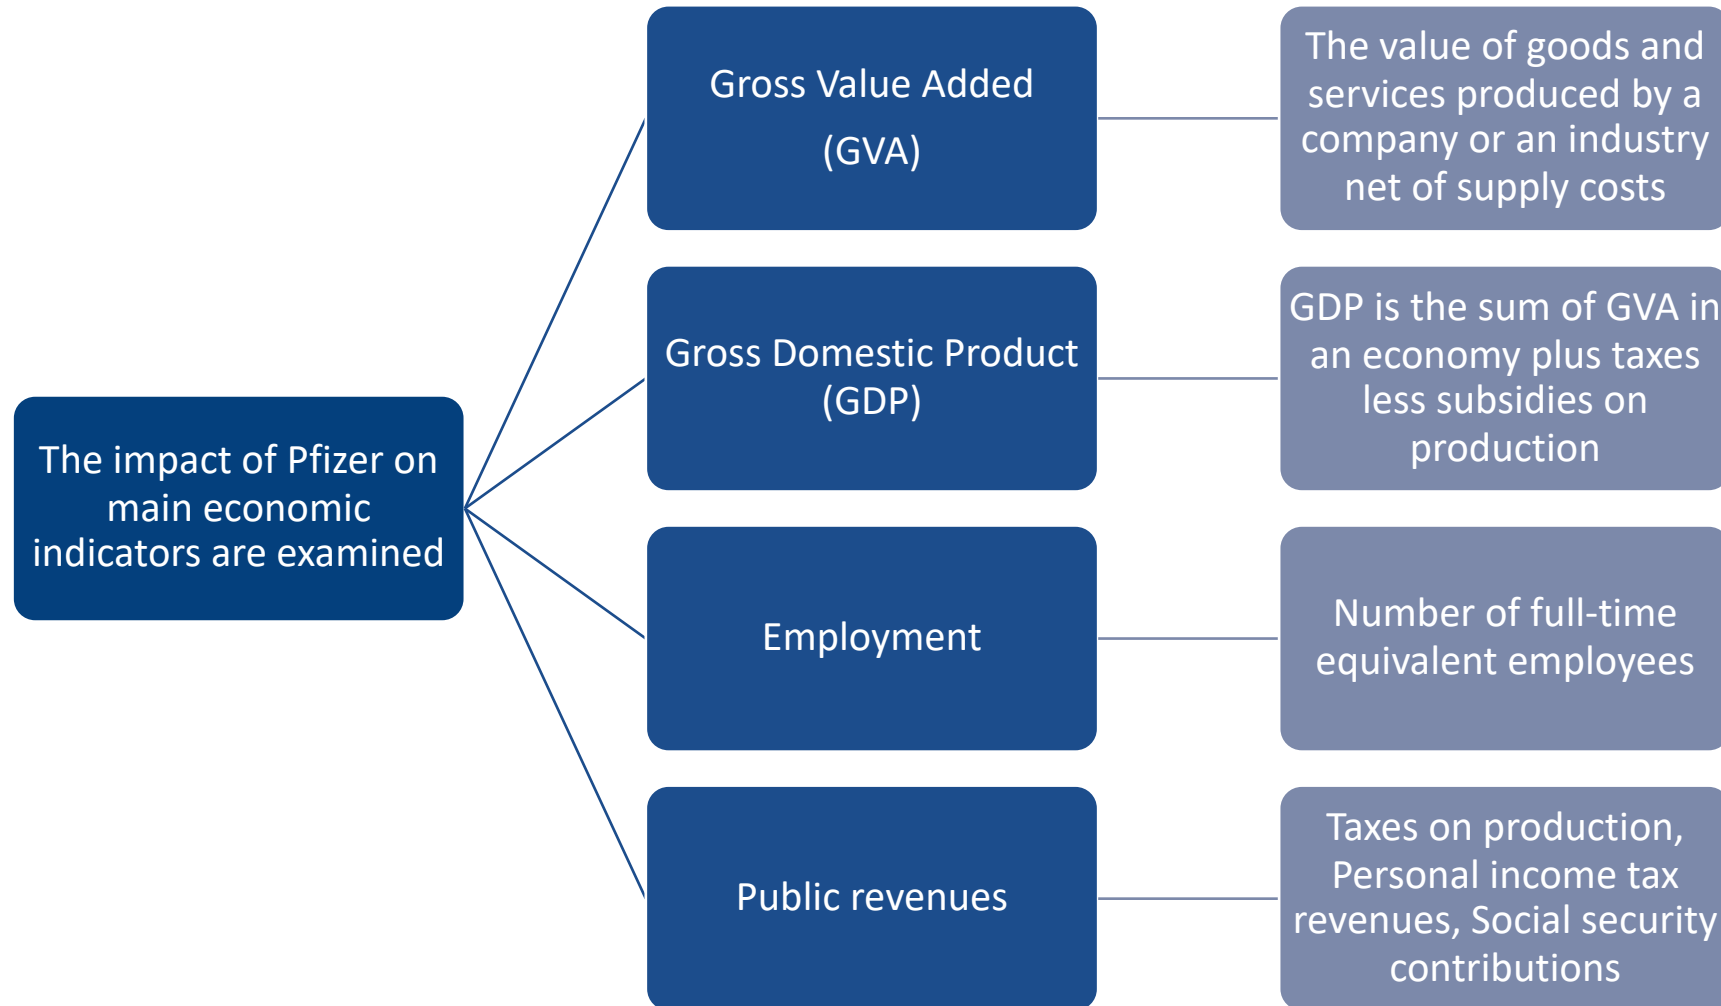 The impact of Pfizer on
main economic
indicators are examined
Gross Value Added
(GVA)
The value of goods and
services produced by a
company or an industry
net of supply costs
Gross Domestic Product
(GDP)
GDP is the sum of GVA in
an economy plus taxes
less subsidies on
production
Employment
Number of full-time
equivalent employees
Public revenues
Taxes on production,
Personal income tax
revenues, Social security
contributions